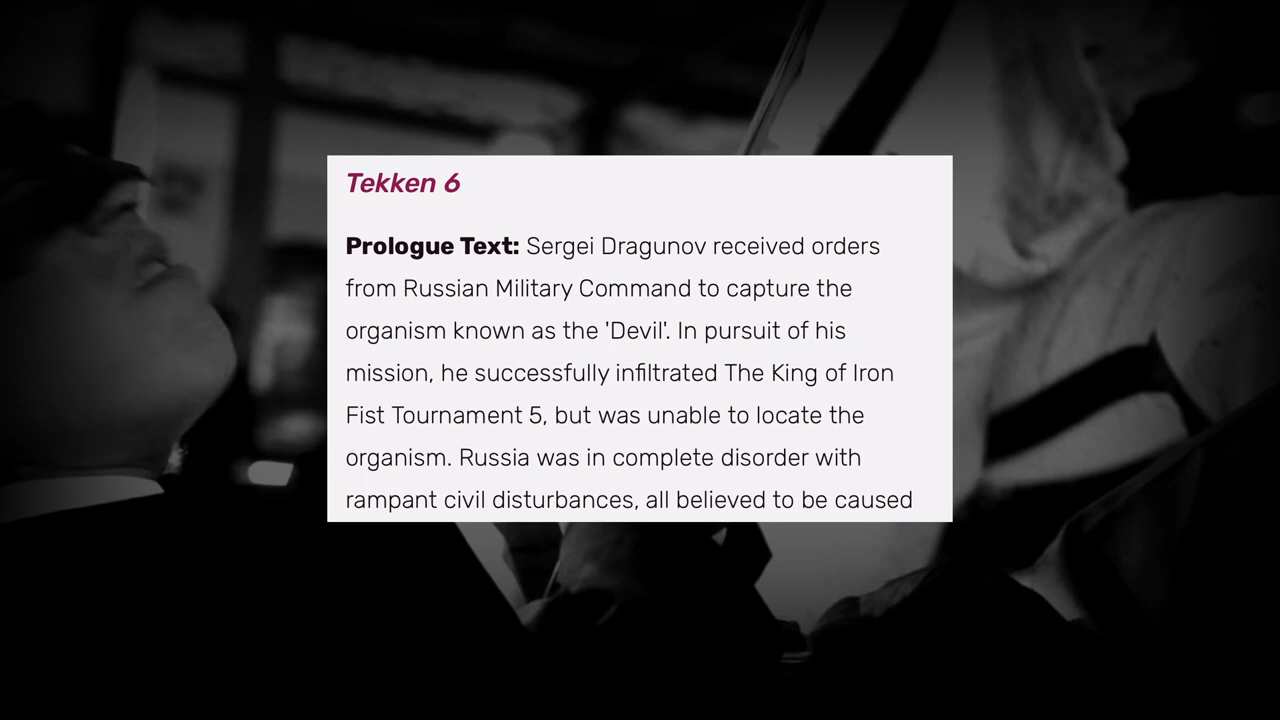 Tekken 6
Prologue Text: Sergei Dragunov received orders
from Russian Military Command to capture the
organism known as the 'Devil'. In pursuit of his
mission, he successfully infiltrated The King of Iron
Fist Tournament 5, but was unable to locate the
organism. Russia was in complete disorder with
rampant civil disturbances, all believed to be caused